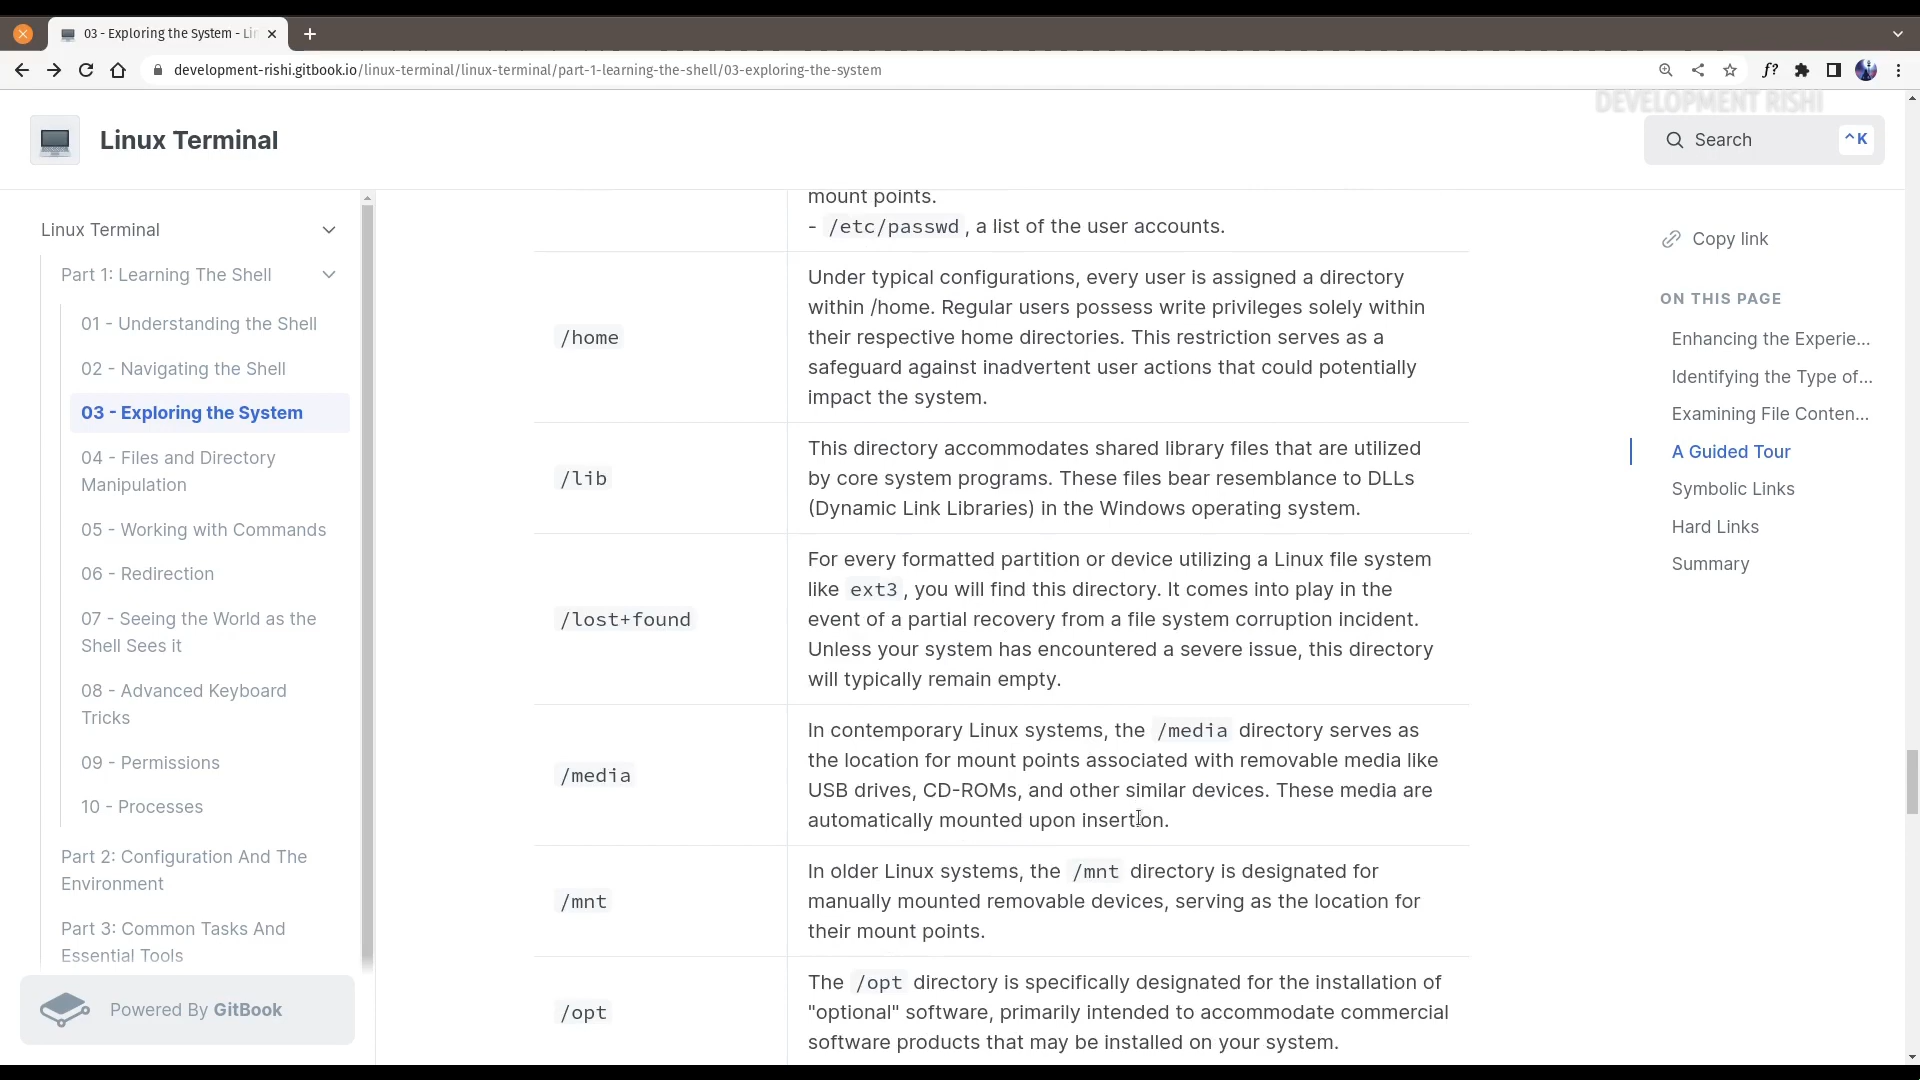 03 - Exploring the System - Li
development-rishi.gitbook.io/linux-terminal/linux-terminal/part-1-learning-the-shell/03-exploring-the-system
f?
DEVELOPMENT RISHI
Linux Terminal
Search
^K
Linux Terminal
Part 1: Learning The Shell
01 - Understanding the Shell
02 - Navigating the Shell
03 - Exploring the System
04 - Files and Directory
Manipulation
05 - Working with Commands
06 - Redirection
07 - Seeing the World as the
Shell Sees it
08 - Advanced Keyboard
Tricks
09 - Permissions
10 - Processes
Part 2: Configuration And The
Environment
Part 3: Common Tasks And
Essential Tools
Powered By GitBook
mount points.
- /etc/passwd, a list of the user accounts.
/home
Under typical configurations, every user is assigned a directory
within /home. Regular users possess write privileges solely within
their respective home directories. This restriction serves as a
safeguard against inadvertent user actions that could potentially
impact the system.
/lib
This directory accommodates shared library files that are utilized
by core system programs. These files bear resemblance to DLLs
(Dynamic Link Libraries) in the Windows operating system.
/lost+found
For every formatted partition or device utilizing a Linux file system
like ext3, you will find this directory. It comes into play in the
event of a partial recovery from a file system corruption incident.
Unless your system has encountered a severe issue, this directory
will typically remain empty.
/media
In contemporary Linux systems, the /media directory serves as
the location for mount points associated with removable media like
USB drives, CD-ROMs, and other similar devices. These media are
automatically mounted upon insertion.
/mnt
In older Linux systems, the /mnt directory is designated for
manually mounted removable devices, serving as the location for
their mount points.
/opt
The /opt directory is specifically designated for the installation of
"optional" software, primarily intended to accommodate commercial
software products that may be installed on your system.
Copy link
ON THIS PAGE
Enhancing the Experie...
Identifying the Type of...
Examining File Conten...
A Guided Tour
Symbolic Links
Hard Links
Summary